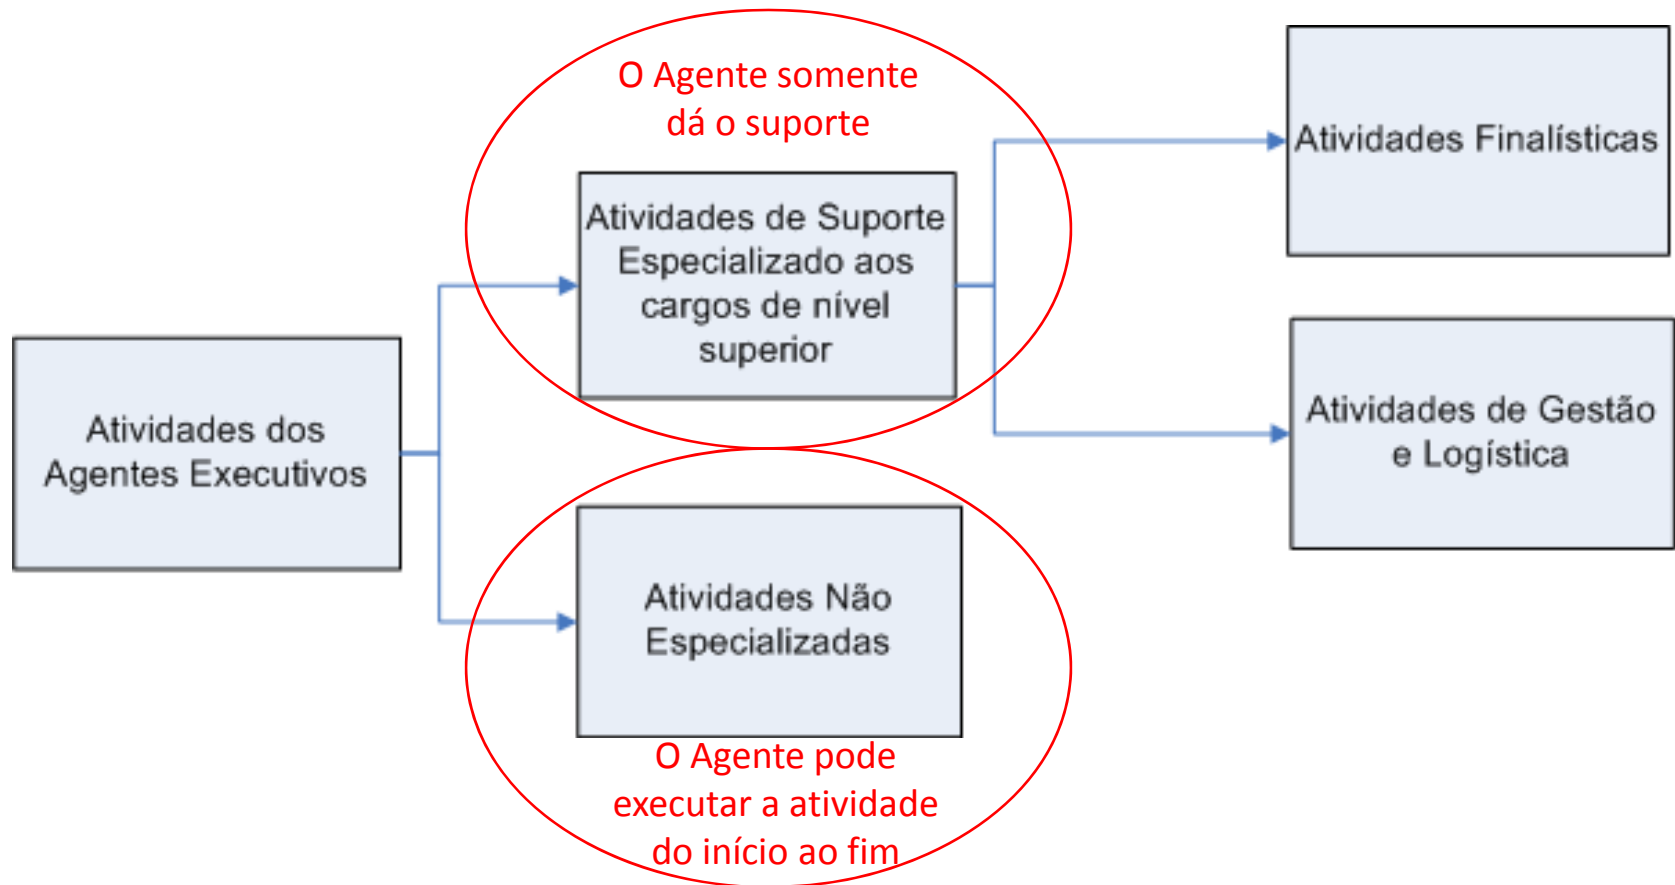 Atividades dos
Agentes Executivos
O Agente somente
dá o suporte
Atividades de Suporte
Especializado aos
cargos de nível
superior
Atividades Não
Especializadas
O Agente pode
executar a atividade
do início ao fim
Atividades Finalísticas
Atividades de Gestão
e Logística